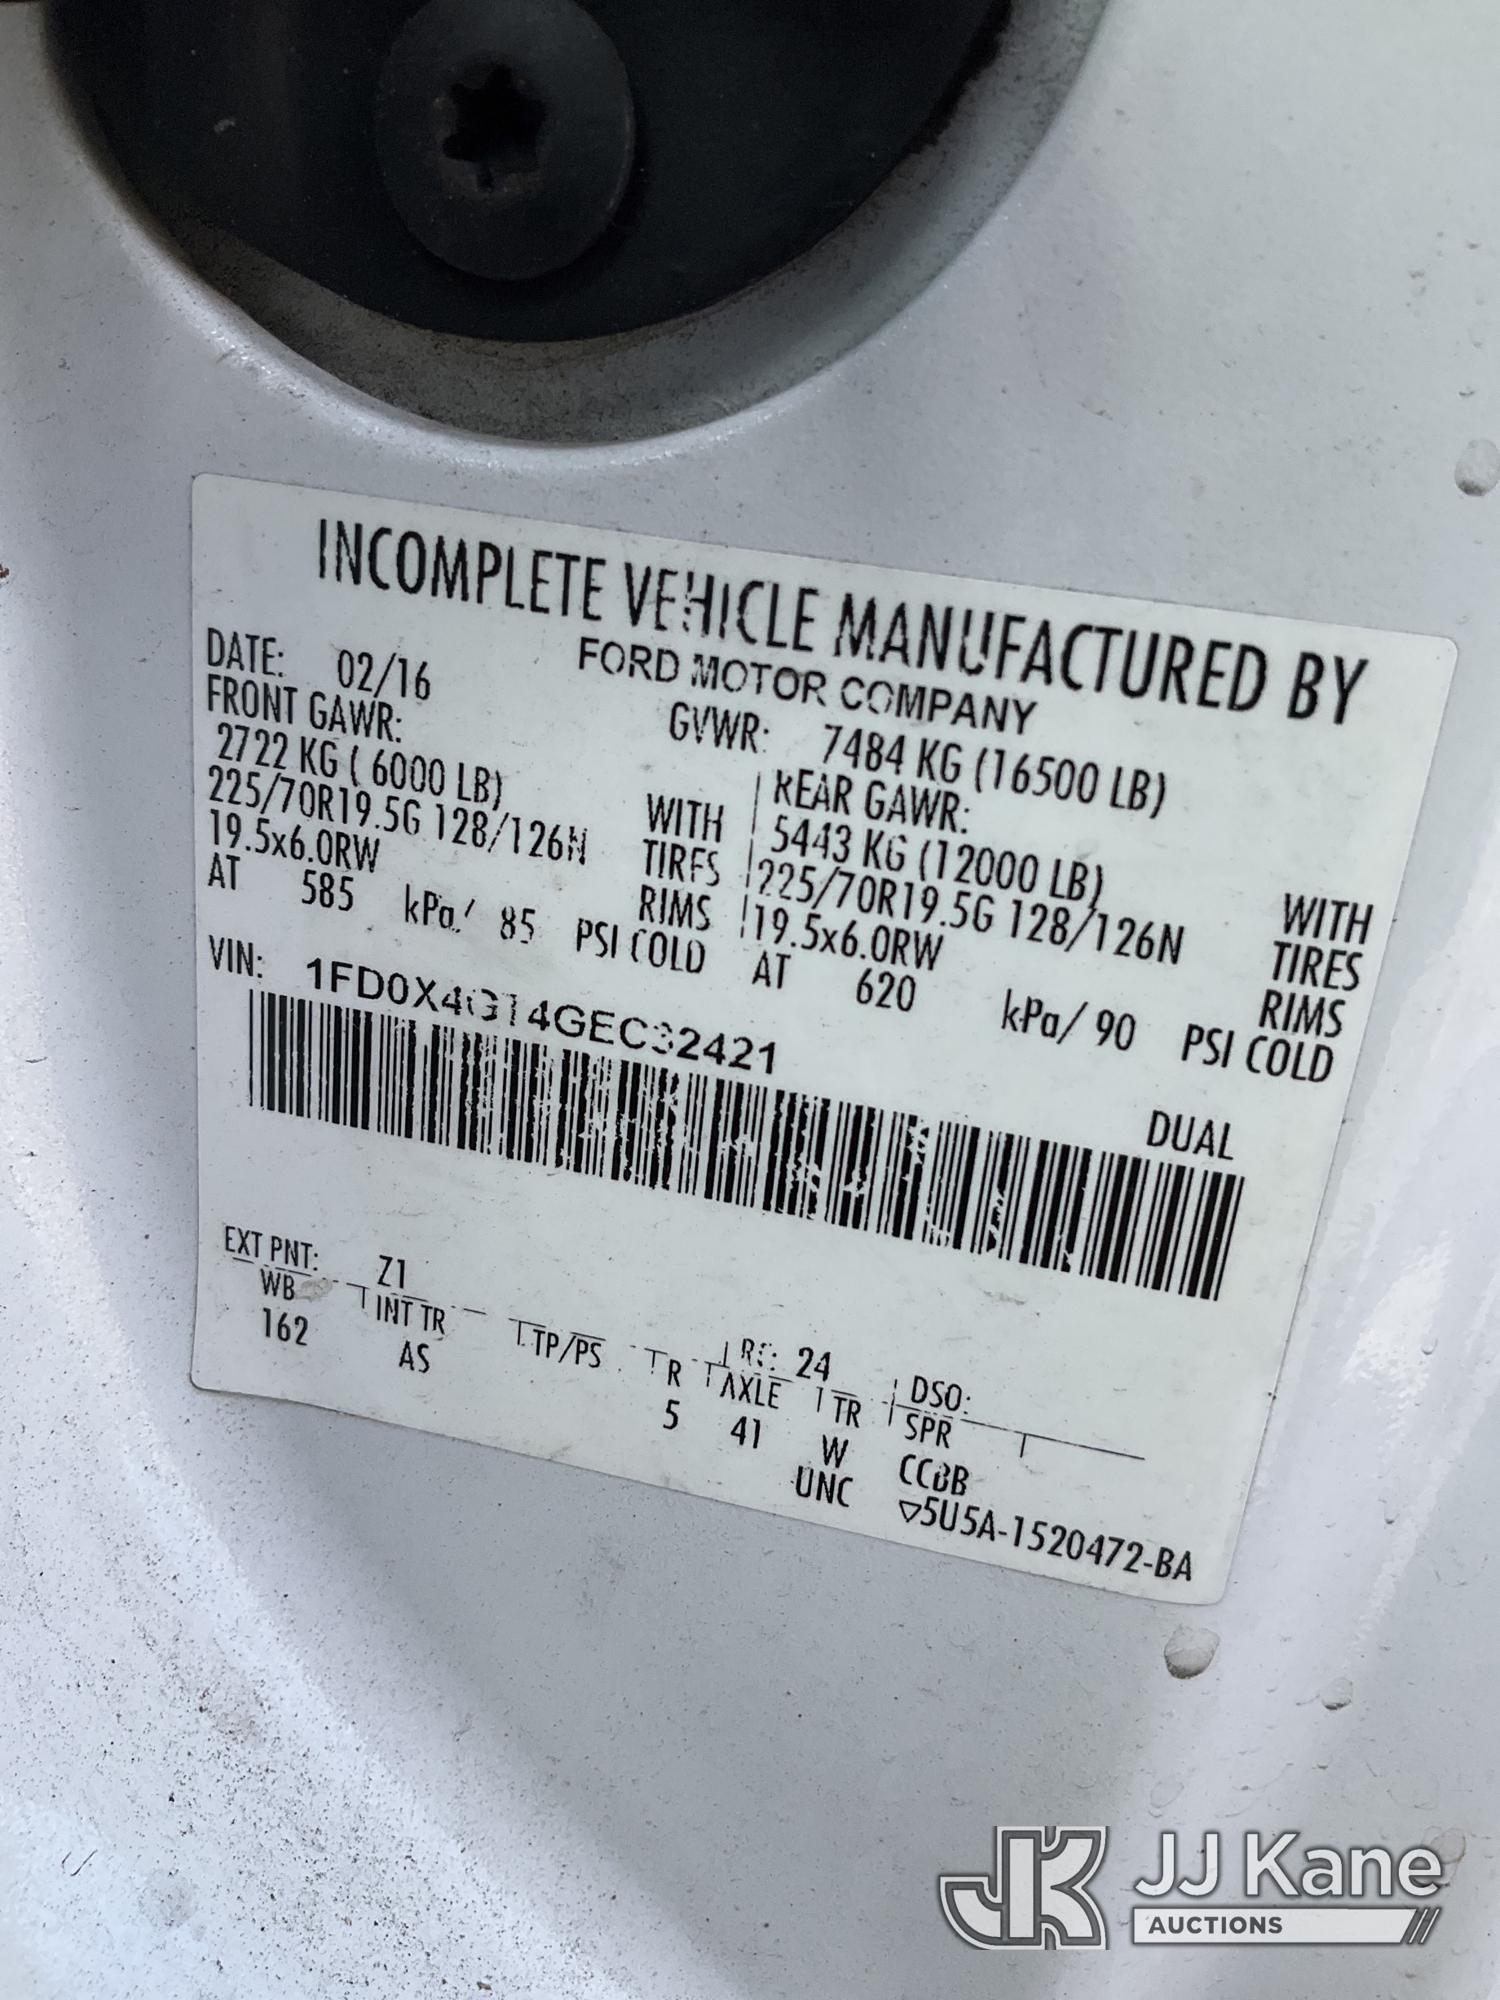 INCOMPLETE VEHICLE MANUFACTURED BY
FORD MOTOR COMPANY
DATE: 02/16 GVWR: 7484 KG (16500 LB)
FRONT GAWR: REAR GAWR:
2722 KG ( 6000 LB) WITH 5443 KG (12000 LB) WITH
225/70R19.5G 128/126N TIRES 225/70R19.5G 128/126N TIRES
19.5x6.0RW RIMS 19.5x6.0RW RIMS
AT 585 kPa/ 85 PSI COLD AT 620 kPa/ 90 PSI COLD
VIN: 1FD0X4GT4GEC32421
DUAL
EXT PNT: Z1 RC: 24 DSO:
WB INT TR TP/PS R AXLE TR SPR
162 AS 5 41 W CCBB
UNC ▽5U5A-1520472-BA
JK JJ Kane
AUCTIONS